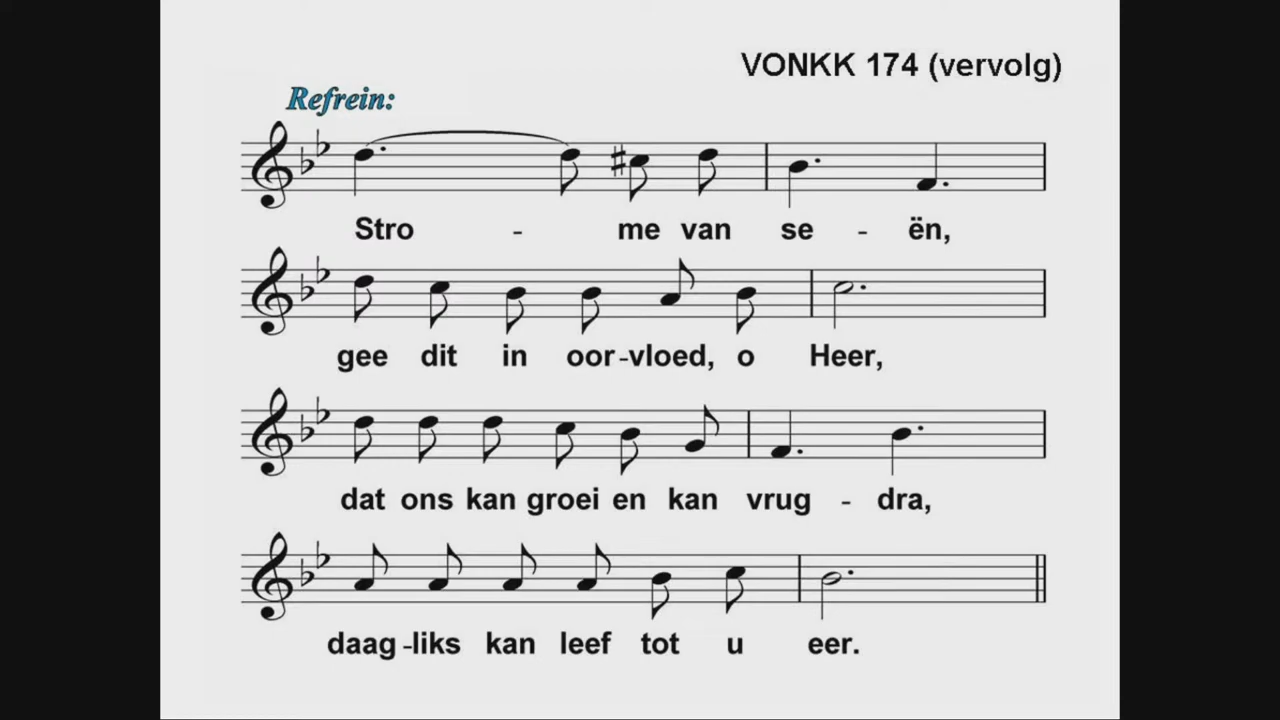 VONKK 174 (vervolg)
Refrein:
Stro - me van se - ën,
gee dit in oor-vloed, o Heer,
dat ons kan groei en kan vrug - dra,
daag-liks kan leef tot u eer.